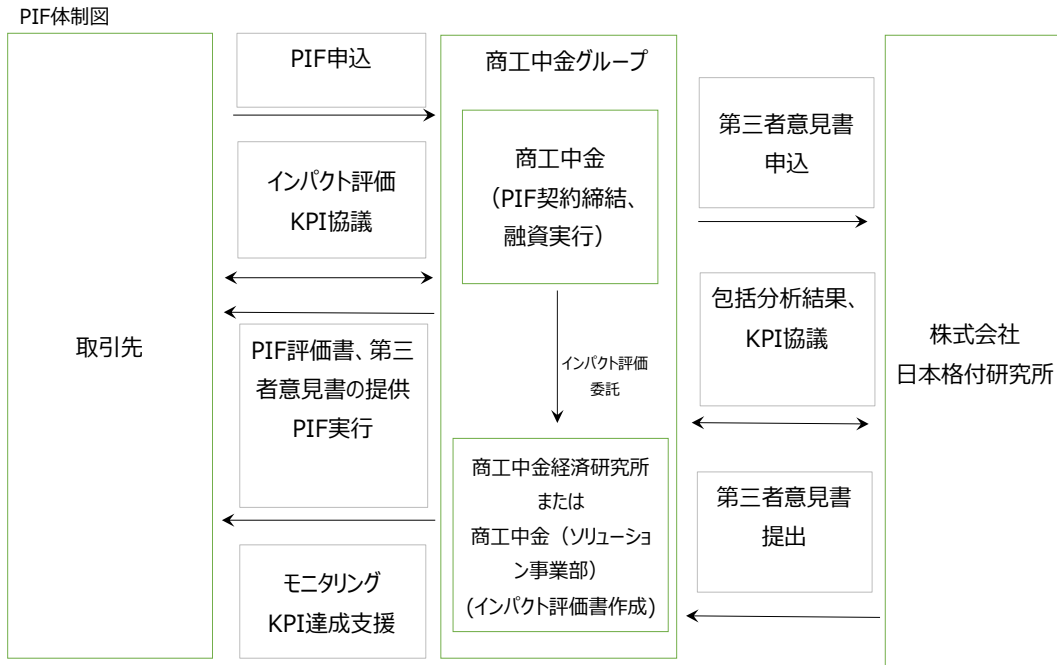 PIF体制図
取引先
PIF申込
インパクト評価
KPI協議
PIF評価書、第三
者意見書の提供
PIF実行
モニタリング
KPI達成支援
商工中金グループ
商工中金
（PIF契約締結、
融資実行）
インパクト評価
委託
商工中金経済研究所
または
商工中金（ソリューショ
ン事業部）
(インパクト評価書作成)
第三者意見書
申込
包括分析結果、
KPI協議
第三者意見書
提出
株式会社
日本格付研究所